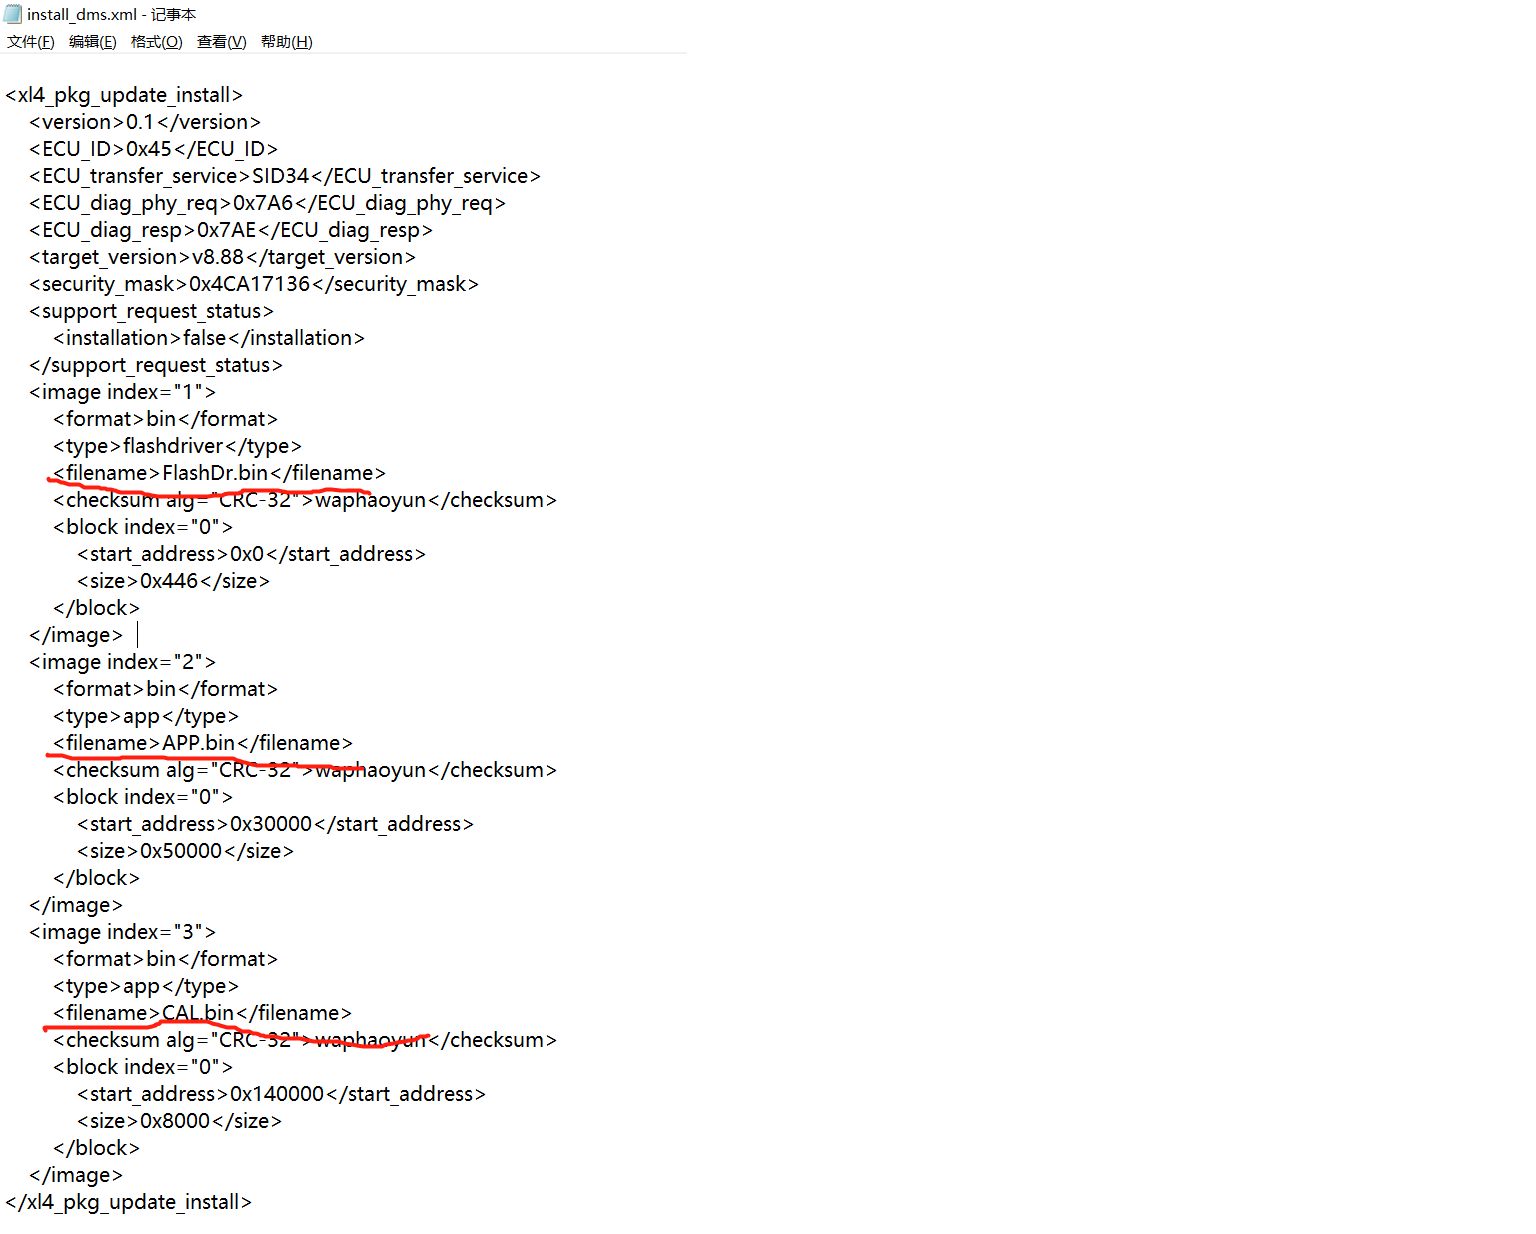 install_dms.xml - 记事本
文件(F) 编辑(E) 格式(O) 查看(V) 帮助(H)
<xl4_pkg_update_install>
<version>0.1</version>
<ECU_ID>0x45</ECU_ID>
<ECU_transfer_service>SID34</ECU_transfer_service>
<ECU_diag_phy_req>0x7A6</ECU_diag_phy_req>
<ECU_diag_resp>0x7AE</ECU_diag_resp>
<target_version>v8.88</target_version>
<security_mask>0x4CA17136</security_mask>
<support_request_status>
<installation>false</installation>
</support_request_status>
<image index="1">
<format>bin</format>
<type>flashdriver</type>
<filename>FlashDr.bin</filename>
<checksum alg="CRC-32">waphaoyun</checksum>
<block index="0">
<start_address>0x0</start_address>
<size>0x446</size>
</block>
</image>
<image index="2">
<format>bin</format>
<type>app</type>
<filename>APP.bin</filename>
<checksum alg="CRC-32">waphaoyun</checksum>
<block index="0">
<start_address>0x30000</start_address>
<size>0x50000</size>
</block>
</image>
<image index="3">
<format>bin</format>
<type>app</type>
<filename>CAL.bin</filename>
<checksum alg="CRC-32">waphaoyun</checksum>
<block index="0">
<start_address>0x140000</start_address>
<size>0x8000</size>
</block>
</image>
</xl4_pkg_update_install>